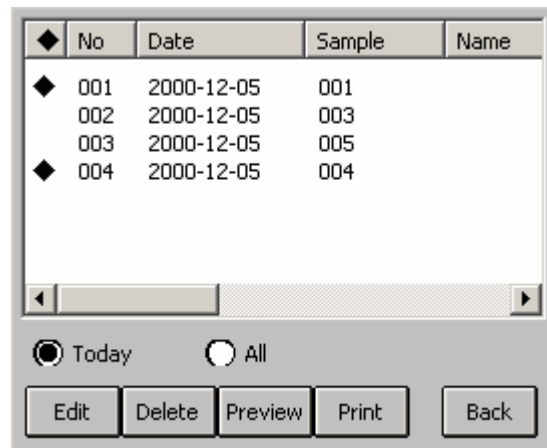 ◆ No Date Sample Name
◆ 001 2000-12-05 001
002 2000-12-05 003
003 2000-12-05 005
◆ 004 2000-12-05 004
Today All
Edit Delete Preview Print Back